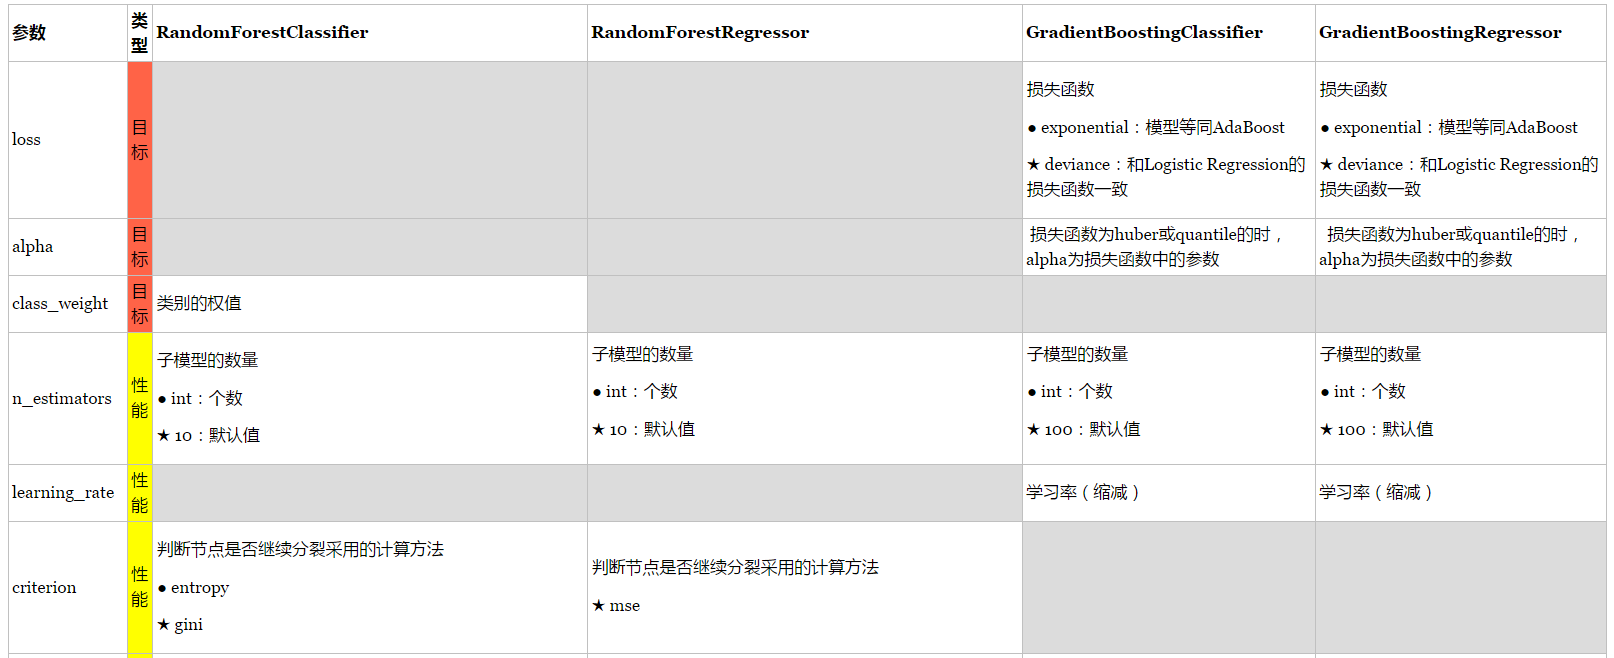 参数
类型
RandomForestClassifier
RandomForestRegressor
GradientBoostingClassifier
GradientBoostingRegressor
loss
目标
损失函数
● exponential：模型等同AdaBoost
★ deviance：和Logistic Regression的
损失函数一致
损失函数
● exponential：模型等同AdaBoost
★ deviance：和Logistic Regression的
损失函数一致
alpha
目标
损失函数为huber或quantile的时，
alpha为损失函数中的参数
损失函数为huber或quantile的时，
alpha为损失函数中的参数
class_weight
目标
类别的权值
n_estimators
性能
子模型的数量
● int：个数
★ 10：默认值
子模型的数量
● int：个数
★ 10：默认值
子模型的数量
● int：个数
★ 100：默认值
子模型的数量
● int：个数
★ 100：默认值
learning_rate
性能
学习率（缩减）
学习率（缩减）
criterion
性能
判断节点是否继续分裂采用的计算方法
● entropy
★ gini
判断节点是否继续分裂采用的计算方法
★ mse